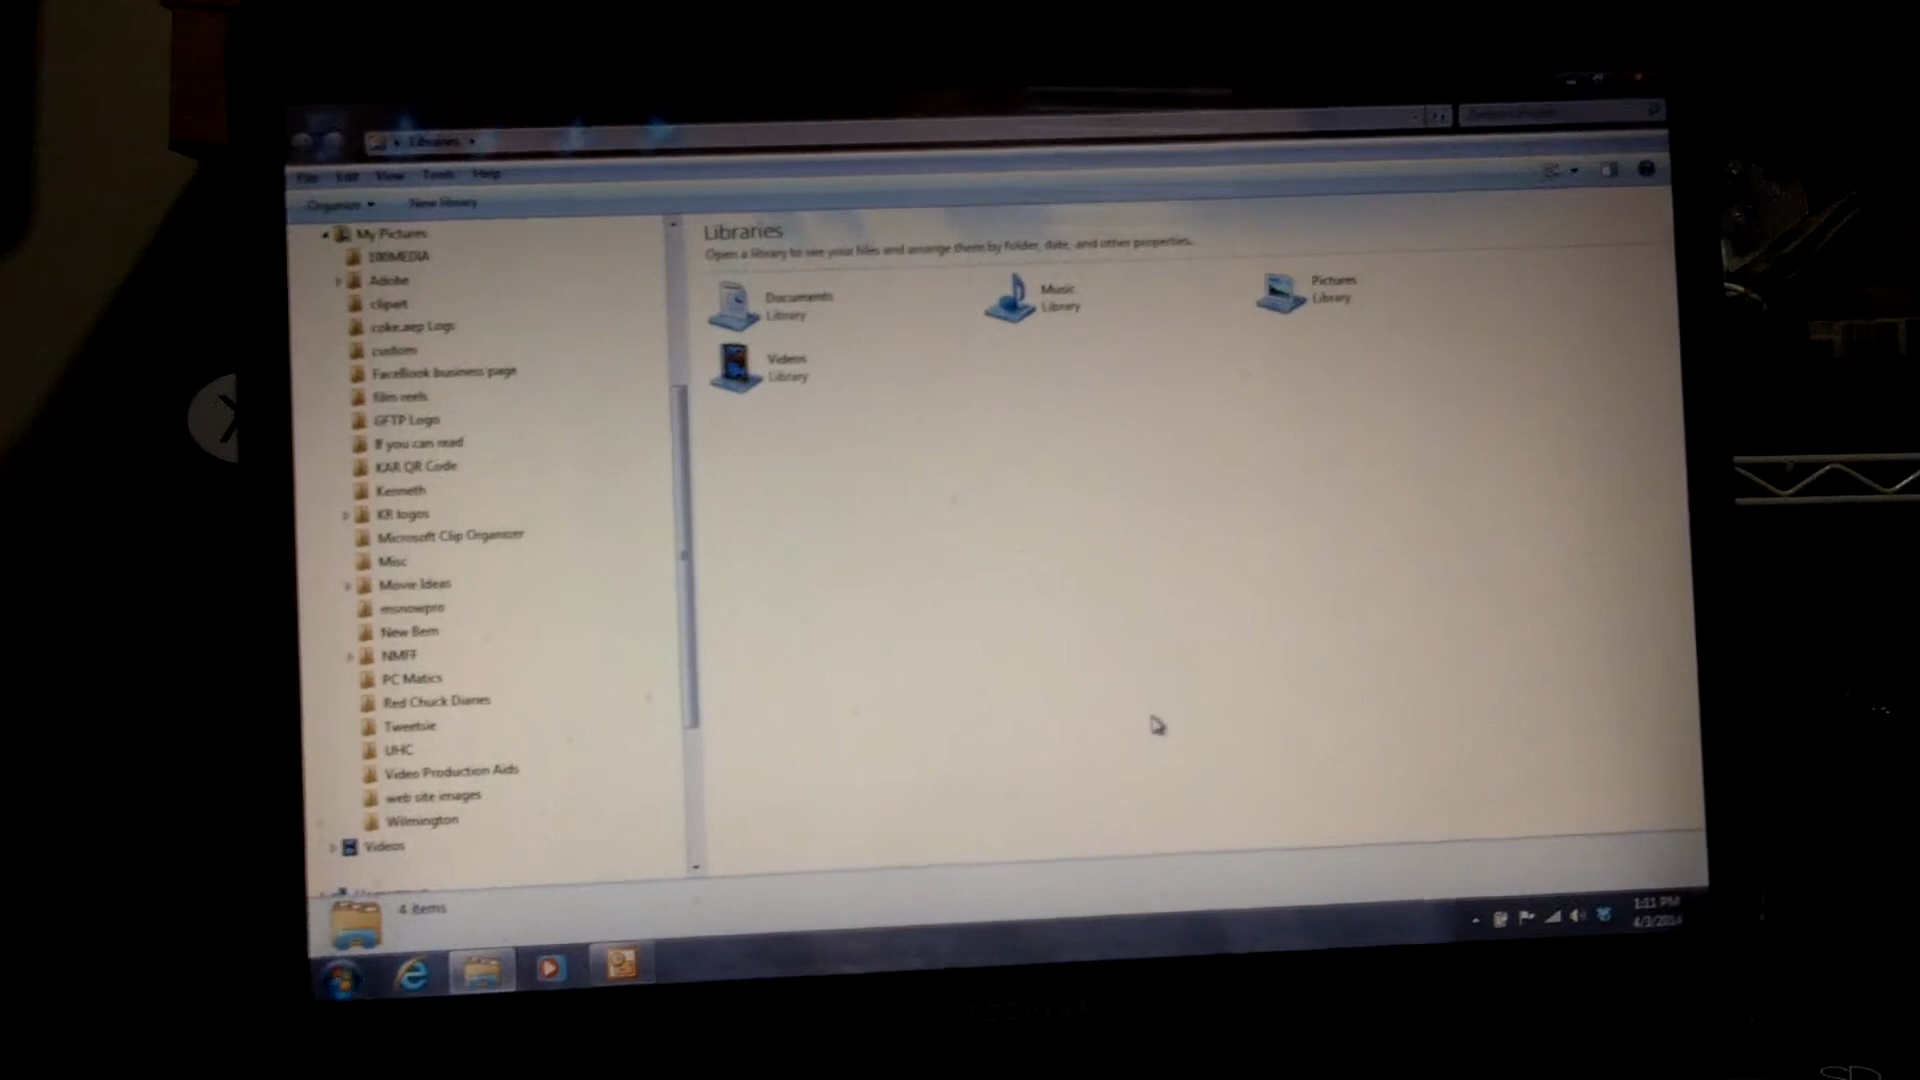 Libraries
File Edit View Tools Help
Organize New library
My Pictures
100MEDIA
Adobe
clipart
coke.aep Logs
custom
FaceBook business page
film reels
GFTP Logo
If you can read
KAR QR Code
Kenneth
KR logos
Microsoft Clip Organizer
Misc
Movie Ideas
msnowpro
New Bern
NMFF
PC Matics
Red Chuck Diaries
Tweetsie
UHC
Video Production Aids
web site images
Wilmington
Videos
Libraries
Open a library to see your files and arrange them by folder, date, and other properties.
Documents
Library
Music
Library
Pictures
Library
Videos
Library
4 items
1:11 PM
4/3/2014
TOSHIBA